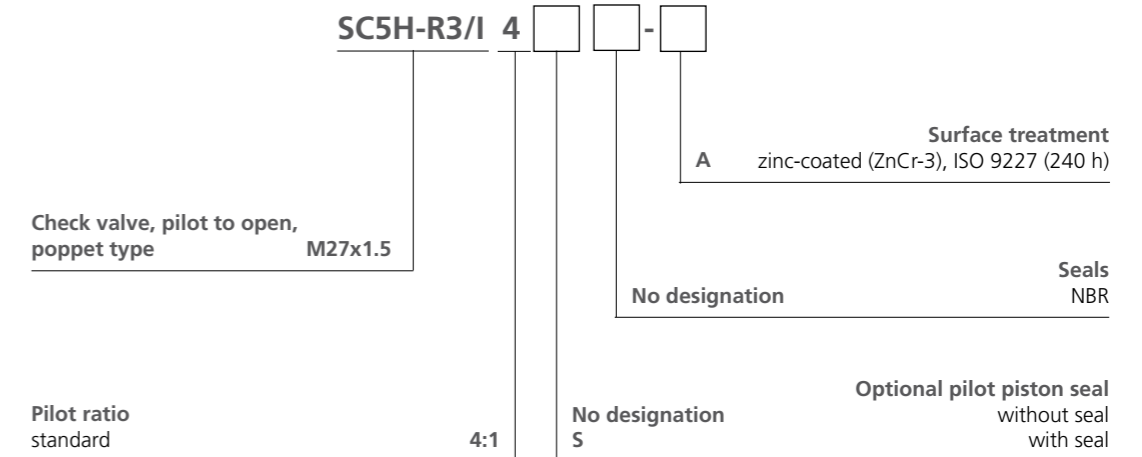 SC5H-R3/I 4 -
Surface treatment
A zinc-coated (ZnCr-3), ISO 9227 (240 h)
Check valve, pilot to open,
poppet type M27x1.5
Seals
No designation NBR
Optional pilot piston seal
Pilot ratio No designation without seal
standard 4:1 S with seal